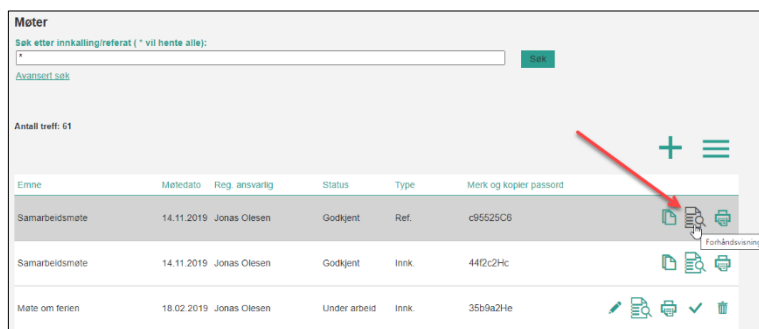 Møter
Søk etter innkalling/referat ( * vil hente alle):
*
Søk
Avansert søk
Antall treff: 61
Emne Møtedato Reg. ansvarlig Status Type Merk og kopier passord
Samarbeidsmøte 14.11.2019 Jonas Olesen Godkjent Ref. c95525C6
Forhåndsvisning
Samarbeidsmøte 14.11.2019 Jonas Olesen Godkjent Innk. 44f2c2Hc
Møte om ferien 18.02.2019 Jonas Olesen Under arbeid Innk. 35b9a2He